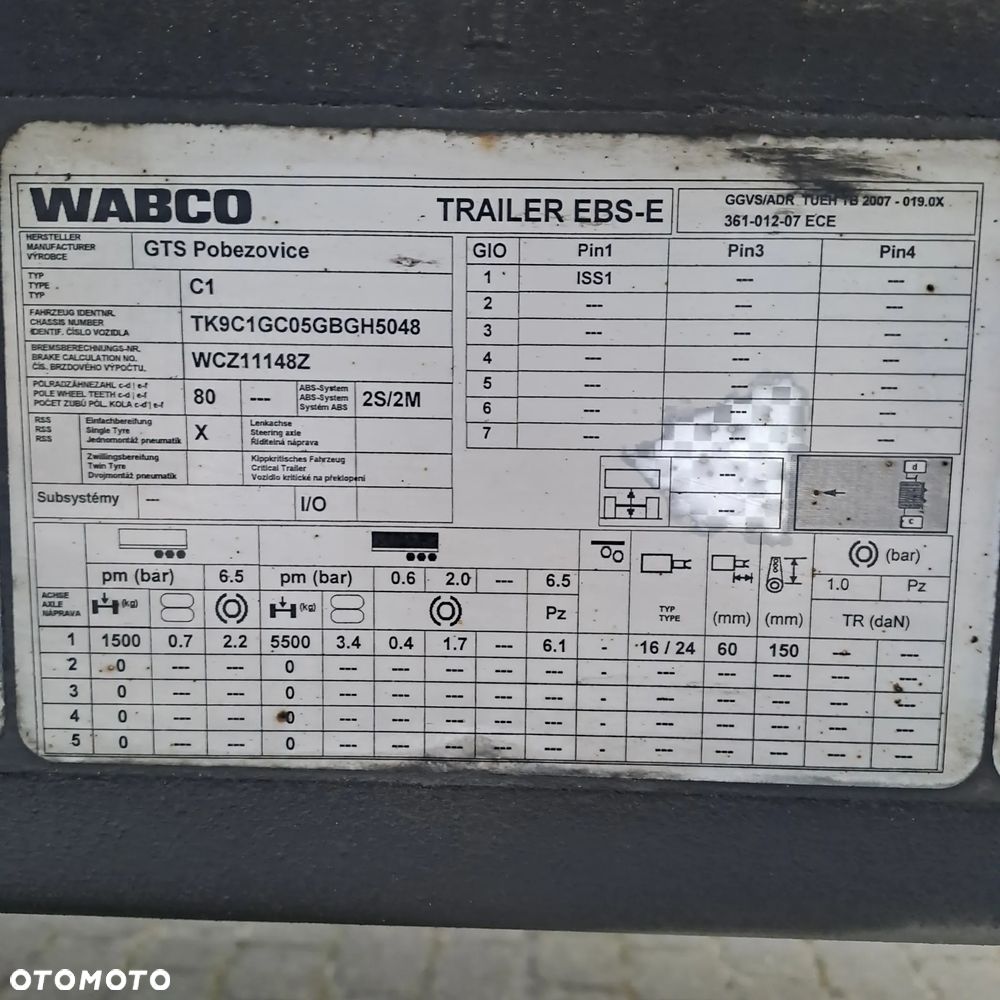 WABCO TRAILER EBS-E GGVS/ADR TUEH TB 2007 - 019.0X
361-012-07 ECE
HERSTELLER
MANUFACTURER
VÝROBCE
GTS Pobezovice
TYP
TYPE
TYP
C1
FAHRZEUG IDENTNR.
CHASSIS NUMBER
IDENTIF. ČÍSLO VOZIDLA
TK9C1GC05GBGH5048
BREMSBERECHNUNGS-NR.
BRAKE CALCULATION NO.
ČÍS. BRZDOVÉHO VÝPOČTU.
WCZ11148Z
POLRADZÄHNEZAHL c-d | e-f
POLE WHEEL TEETH c-d | e-f
POČET ZUBŮ PÓL. KOLA c-d | e-f
80 ---
ABS-System
ABS-System
Systém ABS
2S/2M
RSS
RSS
RSS
Einfachbereifung
Single Tyre
Jednomontáž pneumatik
X
Lenkachse
Steering axle
Řiditelná náprava
Zwillingsbereifung
Twin Tyre
Dvojmontáž pneumatik
Kippkritisches Fahrzeug
Critical Trailer
Vozidlo kritické na překlopení
Subsystémy --- I/O
GIO Pin1 Pin3 Pin4
1 ISS1 --- ---
2 --- --- ---
3 --- --- ---
4 --- --- ---
5 --- --- ---
6 --- --- ---
7 --- --- ---
---
---
d
c
pm (bar) 6.5 pm (bar) 0.6 2.0 --- 6.5
(bar)
1.0 Pz
ACHSE
AXLE
NÁPRAVA
(kg) (kg) Pz
TYP
TYPE
(mm) (mm) TR (daN)
1 1500 0.7 2.2 5500 3.4 0.4 1.7 --- 6.1 - 16 / 24 60 150 --- ---
2 0 --- --- 0 --- --- --- --- --- - --- --- --- --- ---
3 0 --- --- 0 --- --- --- --- --- - --- --- --- --- ---
4 0 --- --- 0 --- --- --- --- --- - --- --- --- --- ---
5 0 --- --- 0 --- --- --- --- --- - --- --- --- --- ---
OTOMOTO